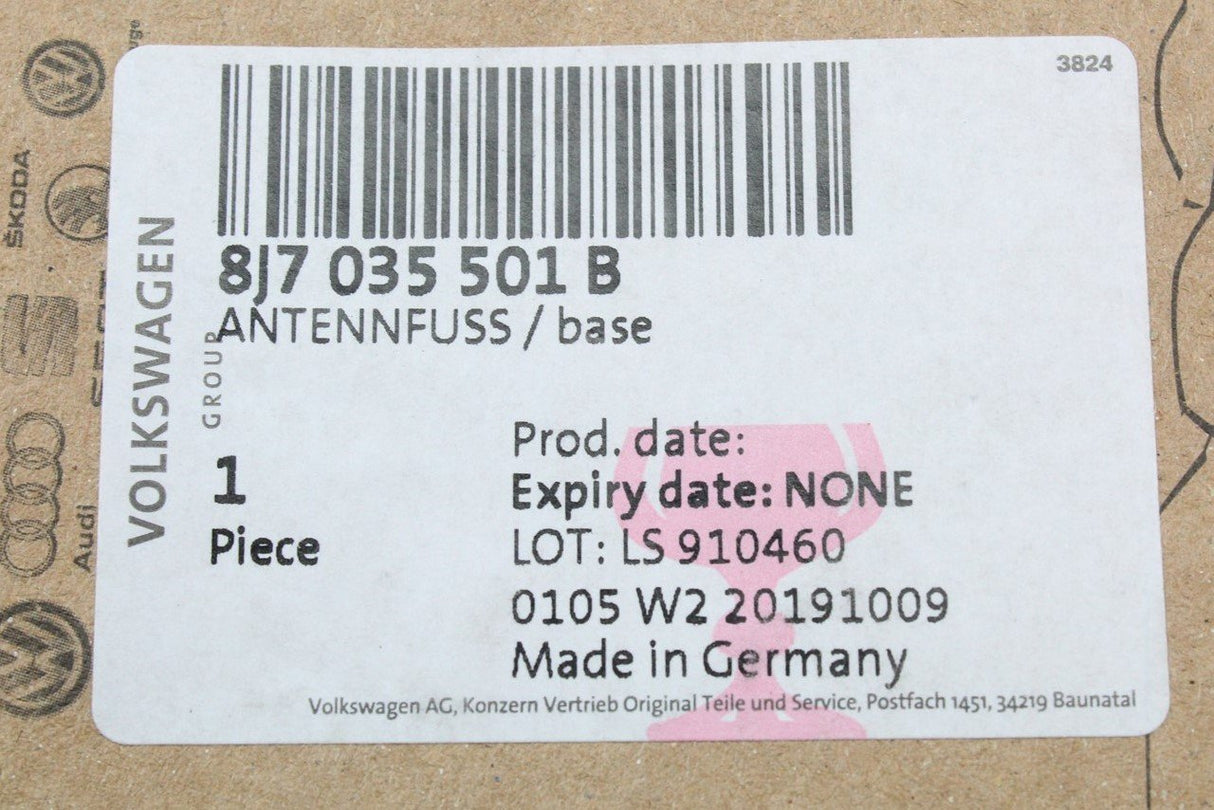 3824
8J7 035 501 B
ANTENNFUSS / base
VOLKSWAGEN
GROUP
1
Piece
Prod. date:
Expiry date: NONE
LOT: LS 910460
0105 W2 20191009
Made in Germany
Volkswagen AG, Konzern Vertrieb Original Teile und Service, Postfach 1451, 34219 Baunatal
ŠKODA
Audi